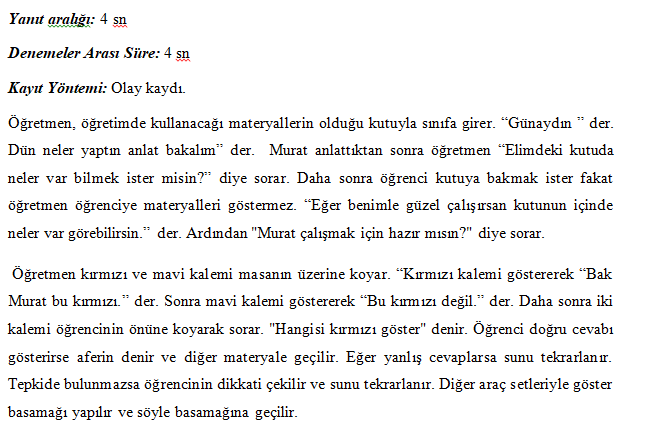 Yanıt aralığı: 4 sn
Denemeler Arası Süre: 4 sn
Kayıt Yöntemi: Olay kaydı.
Öğretmen, öğretimde kullanacağı materyallerin olduğu kutuyla sınıfa girer. “Günaydın ” der.
Dün neler yaptın anlat bakalım” der. Murat anlattıktan sonra öğretmen “Elimdeki kutuda
neler var bilmek ister misin?” diye sorar. Daha sonra öğrenci kutuya bakmak ister fakat
öğretmen öğrenciye materyalleri göstermez. “Eğer benimle güzel çalışırsan kutunun içinde
neler var görebilirsin.” der. Ardından "Murat çalışmak için hazır mısın?" diye sorar.
Öğretmen kırmızı ve mavi kalemi masanın üzerine koyar. “Kırmızı kalemi göstererek “Bak
Murat bu kırmızı.” der. Sonra mavi kalemi göstererek “Bu kırmızı değil.” der. Daha sonra iki
kalemi öğrencinin önüne koyarak sorar. "Hangisi kırmızı göster" denir. Öğrenci doğru cevabı
gösterirse aferin denir ve diğer materyale geçilir. Eğer yanlış cevaplarsa sunu tekrarlanır.
Tepkide bulunmazsa öğrencinin dikkati çekilir ve sunu tekrarlanır. Diğer araç setleriyle göster
basamağı yapılır ve söyle basamağına geçilir.